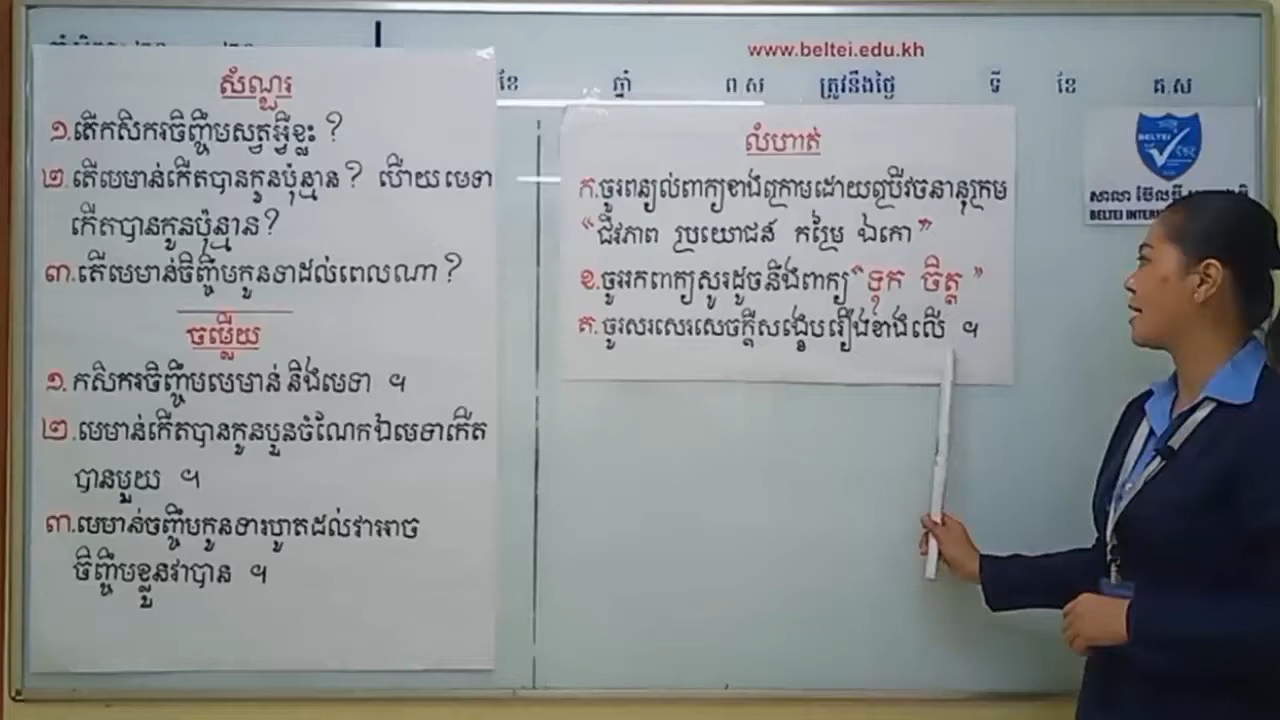 www.beltei.edu.kh
ខែ ឆ្នាំ ព ស ត្រូវនឹងថ្ងៃ ទី ខែ គ.ស
សំណួរ
១.តើកសិករចិញ្ចឹមសត្វអ្វីខ្លះ ?
២.តើមេមាន់កើតបានកូនប៉ុន្មាន? ហើយមេទា
កើតបានកូនប៉ុន្មាន?
៣.តើមេមាន់ចិញ្ចឹមកូនទាដល់ពេលណា?
ចម្លើយ
១.កសិករចិញ្ចឹមមេមាន់ និងមេទា ។
២.មេមាន់កើតបានកូនបួនចំណែកឯមេទាកើត
បានមួយ ។
៣.មេមាន់ចញ្ចឹមកូនទារហូតដល់វាអាច
ចិញ្ចឹមខ្លួនវាបាន ។
លំហាត់
ក.ចូរពន្យល់ពាក្យខាងក្រោមដោយប្រើវចនានុក្រម
“ជីវភាព ប្រយោជន៍ កម្រៃ ឯកោ”
ខ.ចូររកពាក្យសូរដូចនឹងពាក្យ“ទុក ចិត្ត ”
គ.ចូរសរសេរសេចក្តីសង្ខេបរឿងខាងលើ ។
BELTEI
សាលា ប៊ែលធី
BELTEI INTER